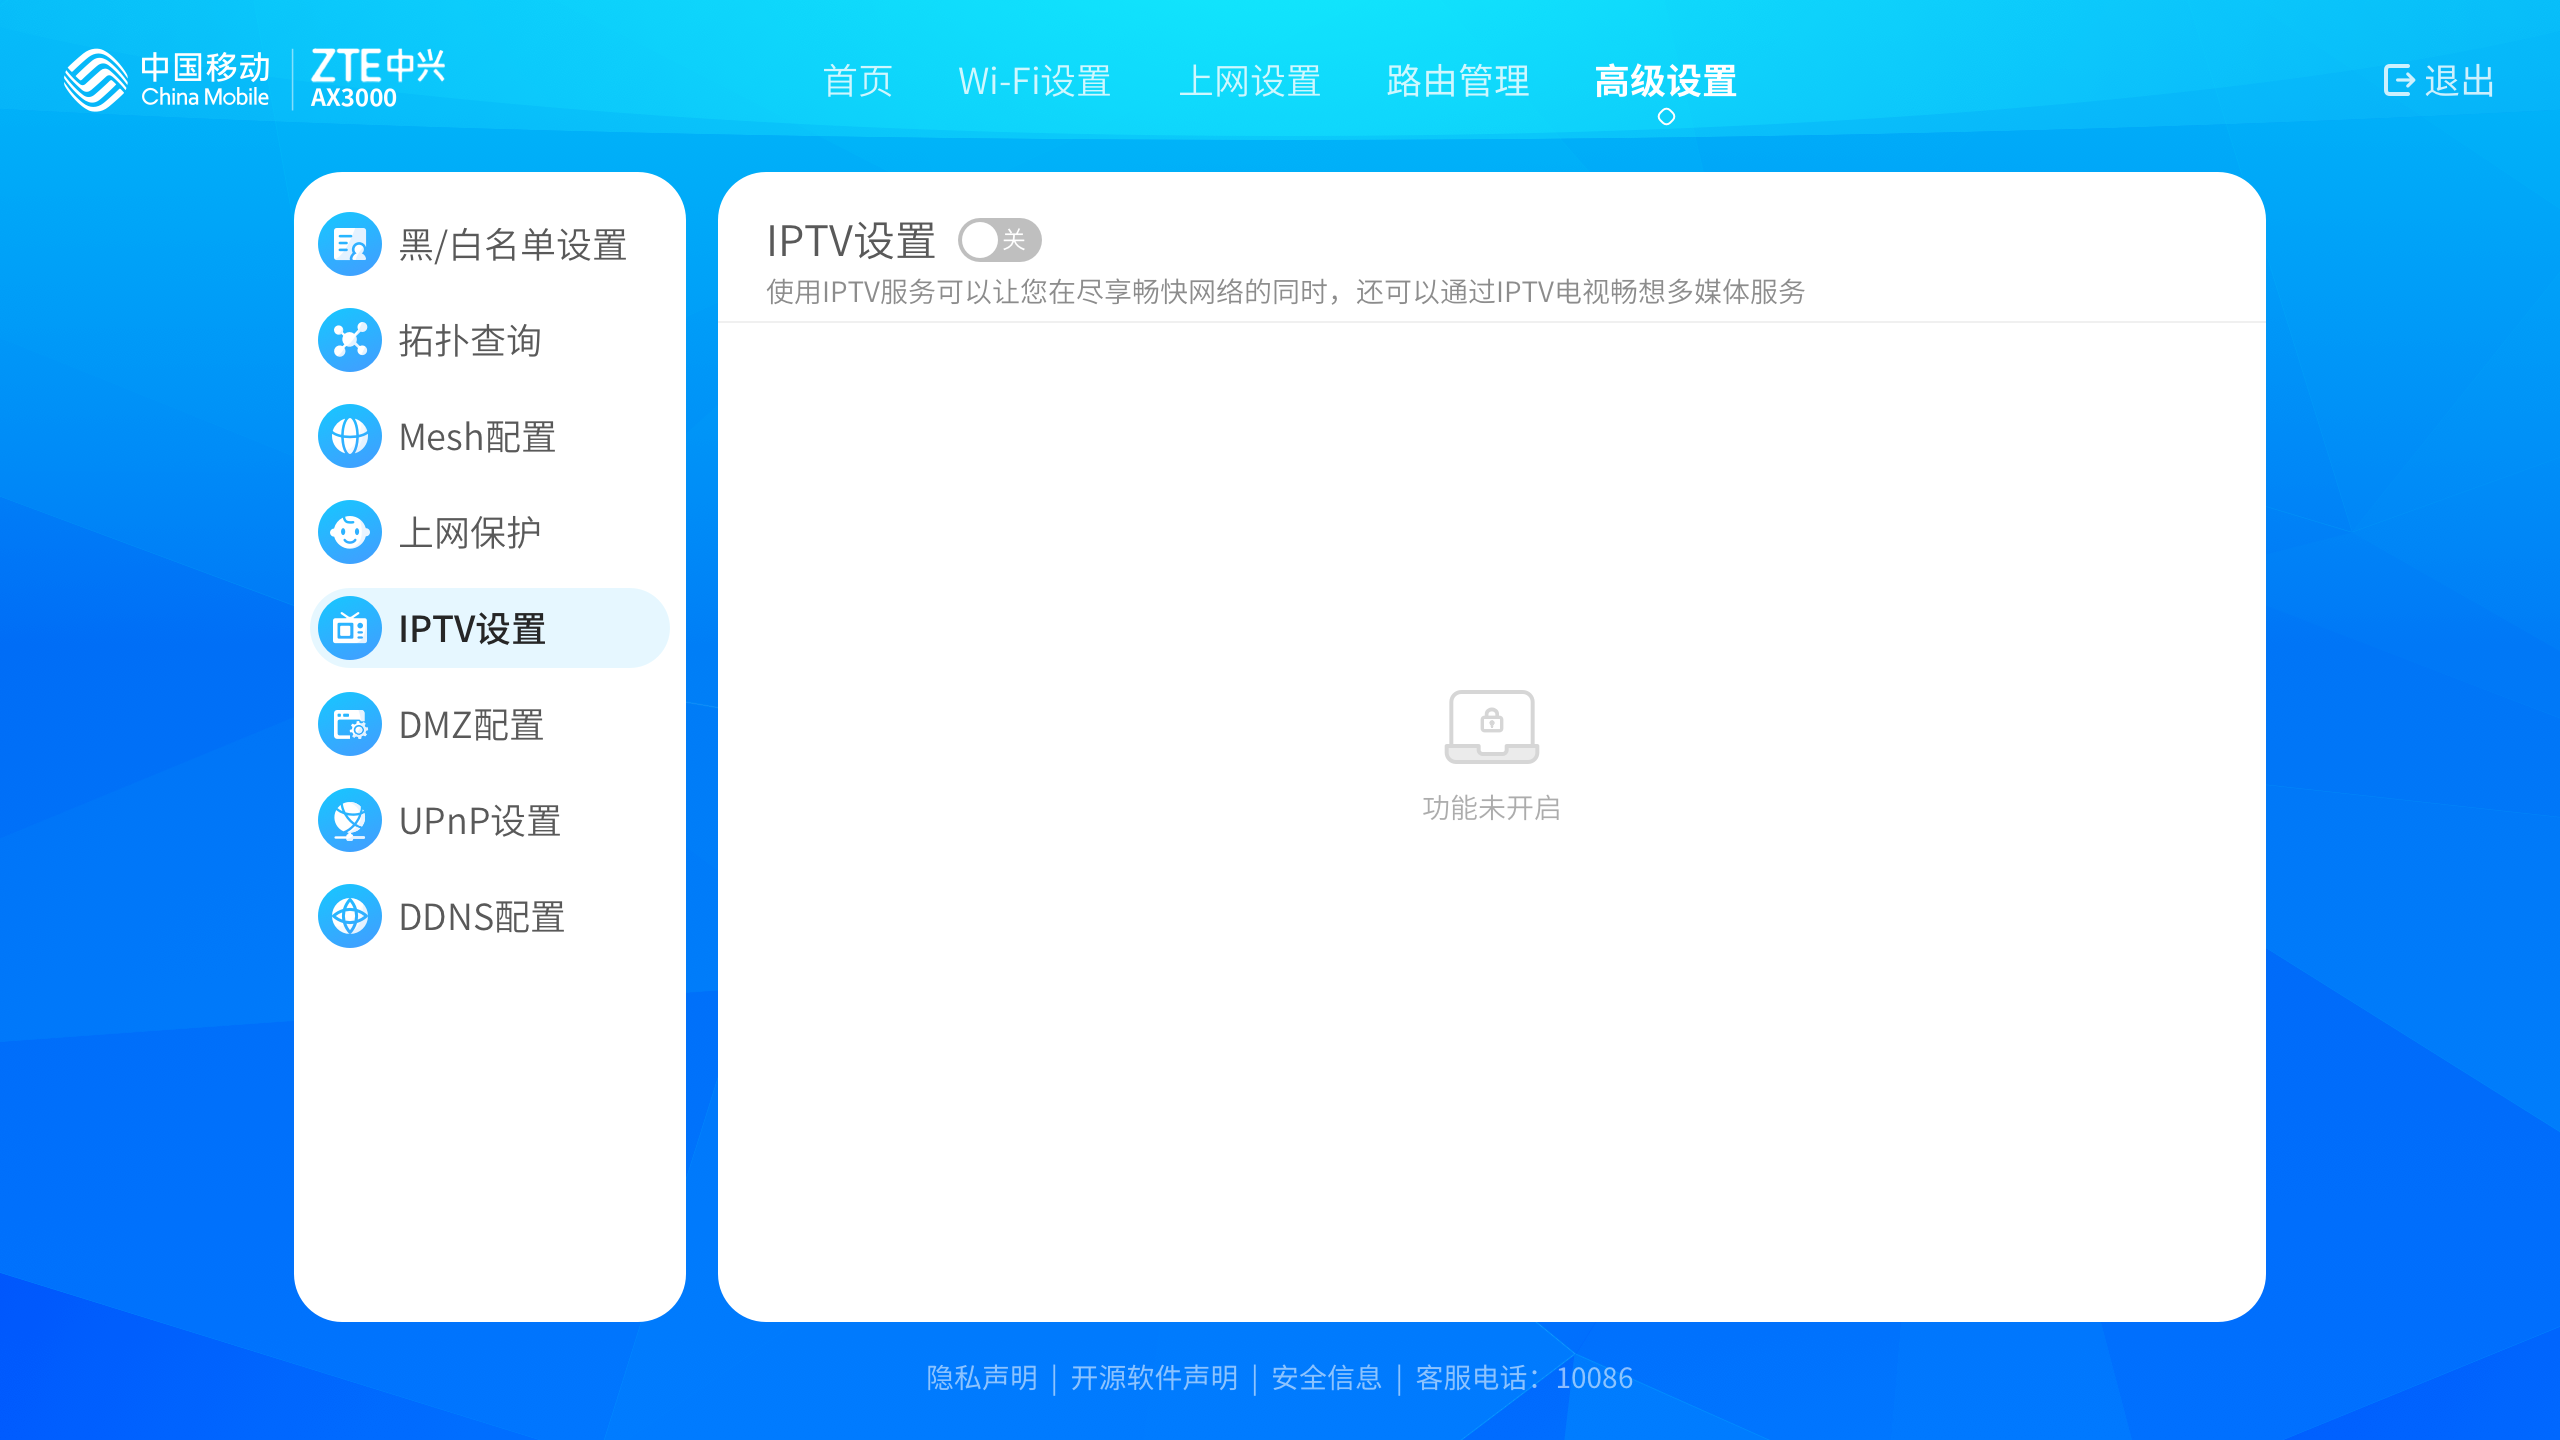 中国移动
China Mobile
ZTE中兴
AX3000
首页
Wi-Fi设置
上网设置
路由管理
高级设置
退出
黑/白名单设置
拓扑查询
Mesh配置
上网保护
IPTV设置
DMZ配置
UPnP设置
DDNS配置
IPTV设置 关
使用IPTV服务可以让您在尽享畅快网络的同时，还可以通过IPTV电视畅想多媒体服务
功能未开启
隐私声明 | 开源软件声明 | 安全信息 | 客服电话：10086